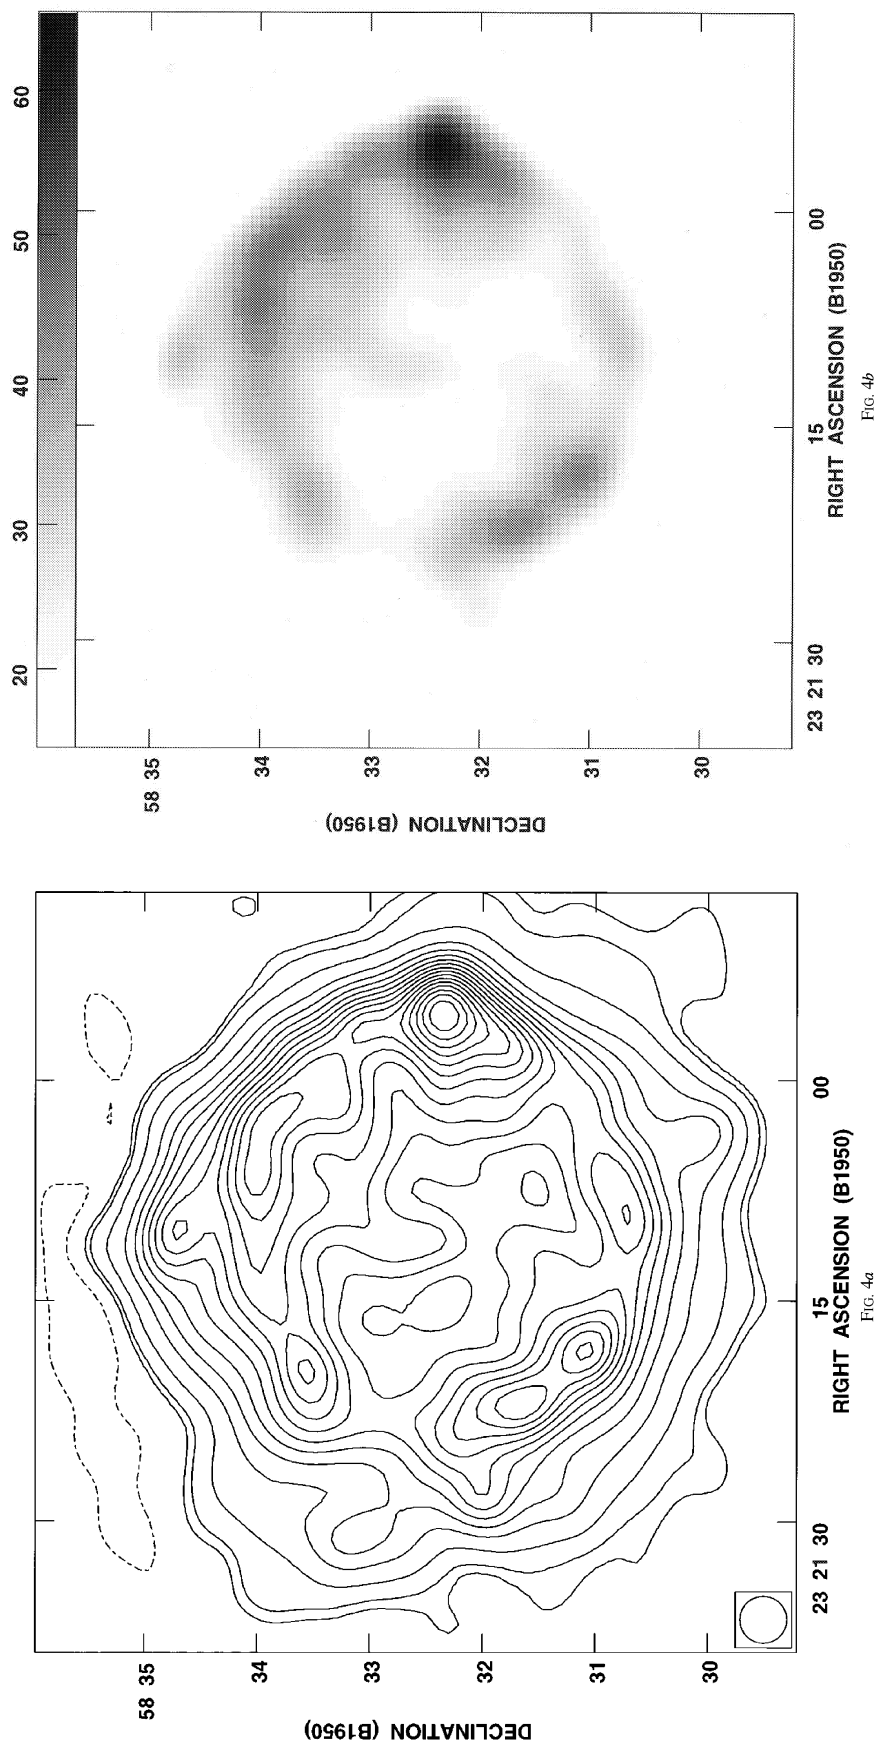 20 30 40 50 60
58 35
34
33
32
31
30
DECLINATION (B1950)
23 21 30 15 00
RIGHT ASCENSION (B1950)
FIG. 4b
58 35
34
33
32
31
30
DECLINATION (B1950)
23 21 30 15 00
RIGHT ASCENSION (B1950)
FIG. 4a